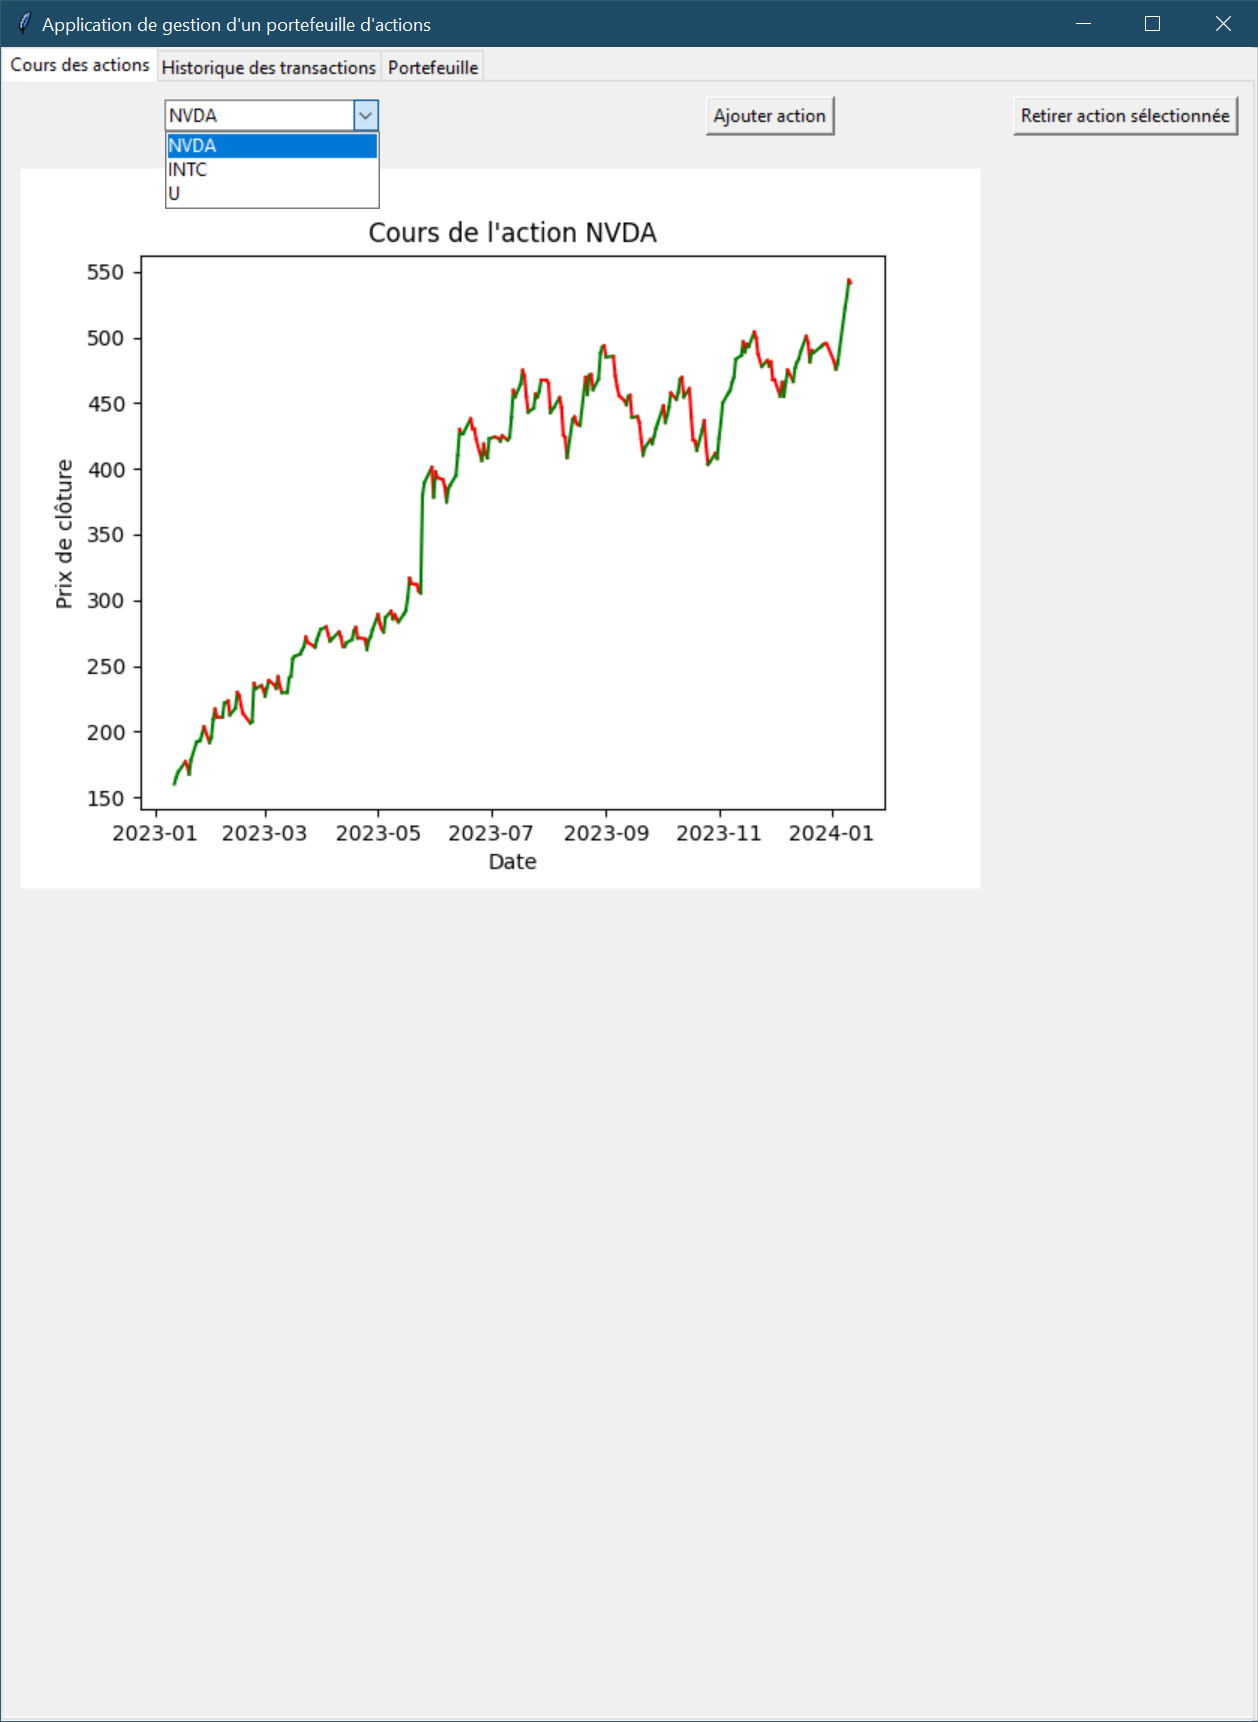 Application de gestion d'un portefeuille d'actions
Cours des actions Historique des transactions Portefeuille
NVDA Ajouter action Retirer action sélectionnée
NVDA
INTC
U
Cours de l'action NVDA
550
500
450
400
350
300
250
200
150
Prix de clôture
2023-01 2023-03 2023-05 2023-07 2023-09 2023-11 2024-01
Date